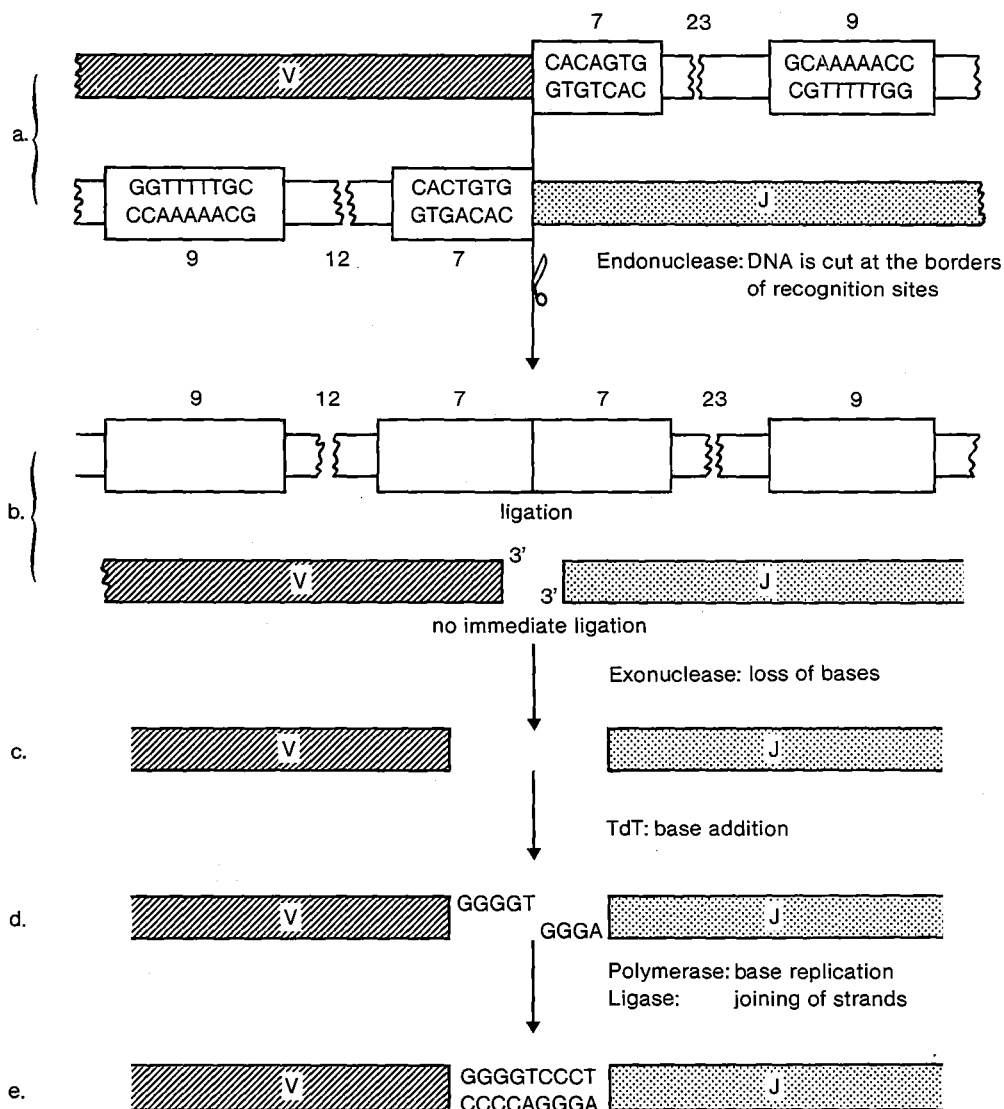 7 23 9
V CACAGTG GCAAAAACC
GTGTCAC CGTTTTTGG
a.
GGTTTTTGC CACTGTG J
CCAAAAACG GTGACAC
9 12 7
Endonuclease: DNA is cut at the borders
of recognition sites
9 12 7 7 23 9
b.
ligation
3'
V 3' J
no immediate ligation
Exonuclease: loss of bases
c. V J
TdT: base addition
d. V GGGGT J
GGGA
Polymerase: base replication
Ligase: joining of strands
e. V GGGGTCCCT J
CCCCAGGGA